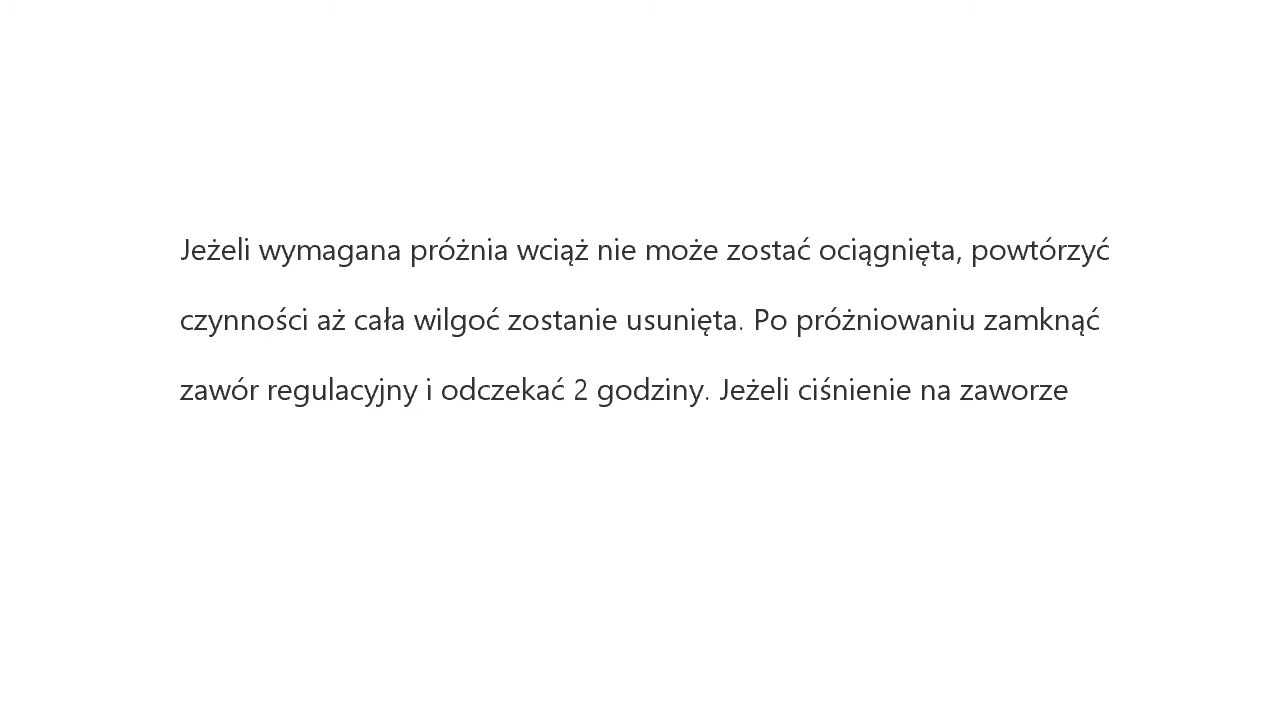 Jeżeli wymagana próżnia wciąż nie może zostać ociągnięta, powtórzyć
czynności aż cała wilgoć zostanie usunięta. Po próżniowaniu zamknąć
zawór regulacyjny i odczekać 2 godziny. Jeżeli ciśnienie na zaworze